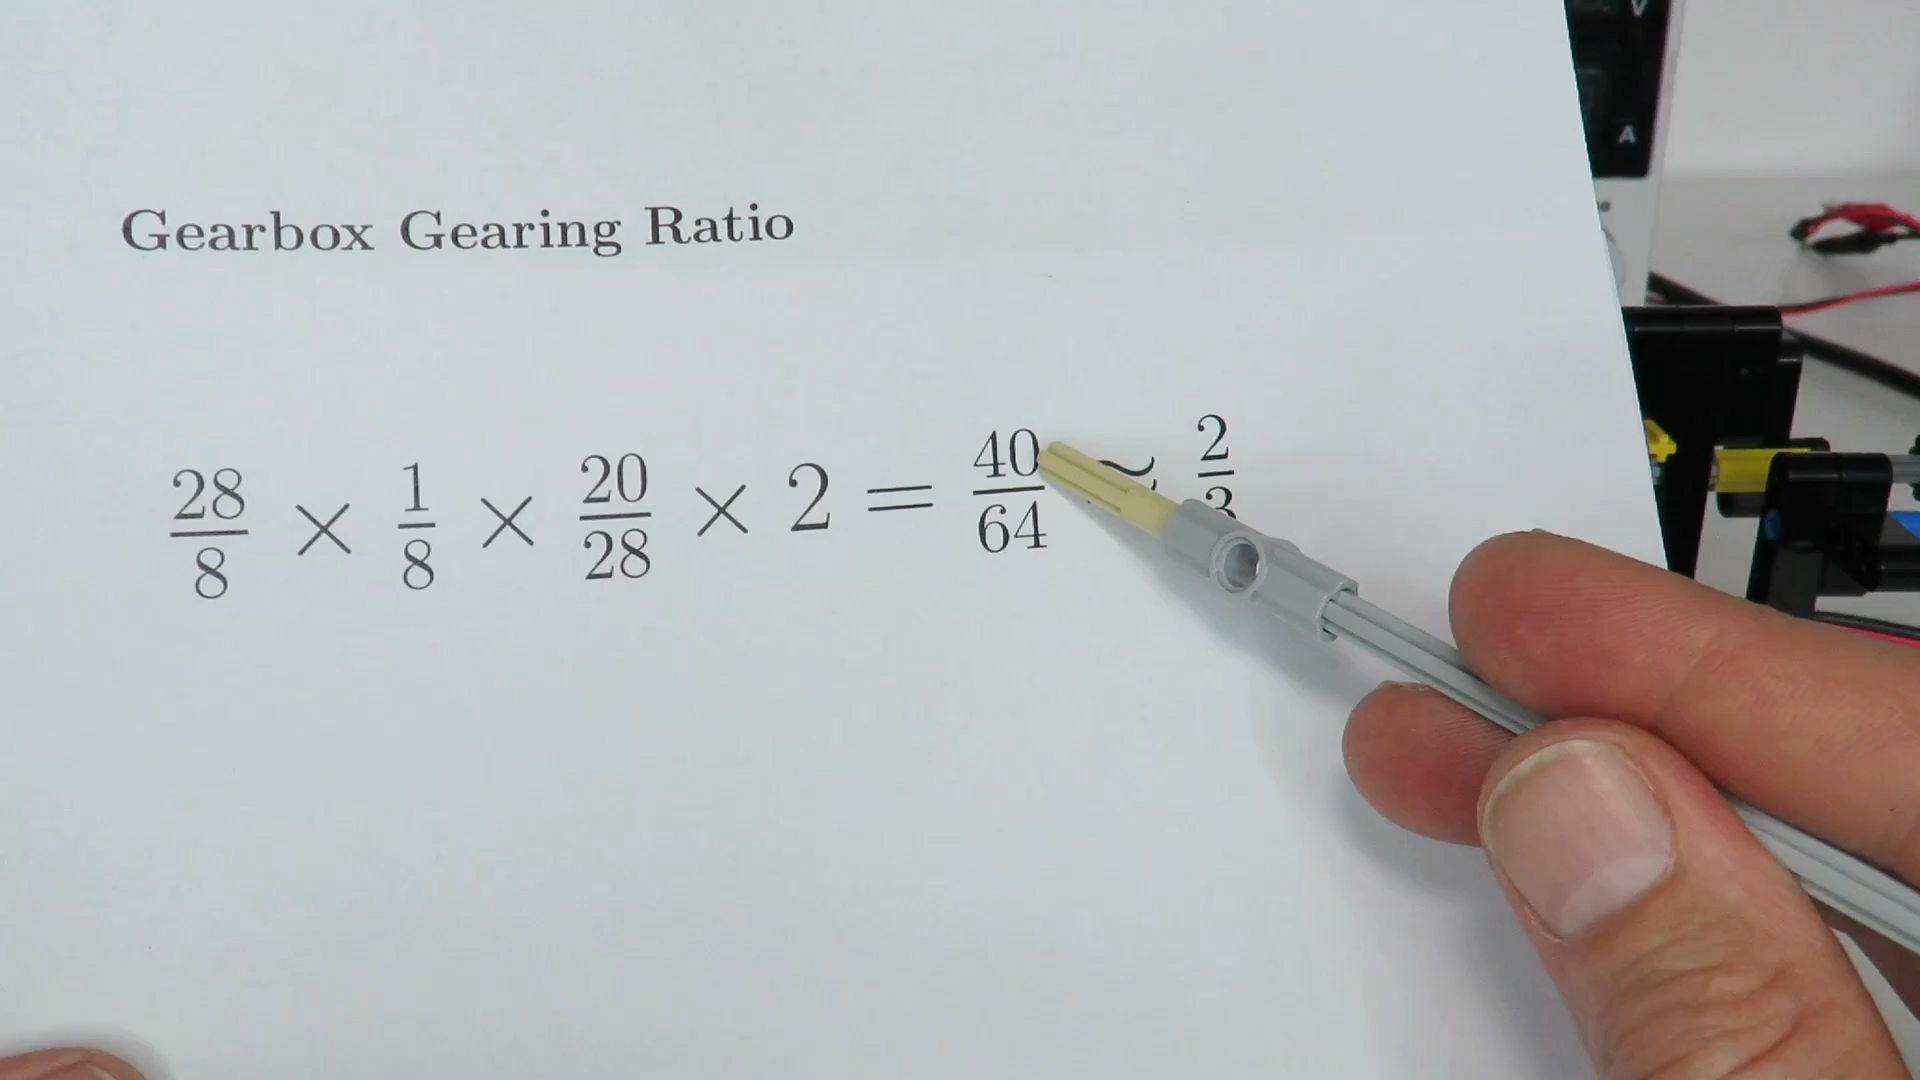 Gearbox Gearing Ratio
28/8 × 1/8 × 20/28 × 2 = 40/64 ≈ 2/3
V
A